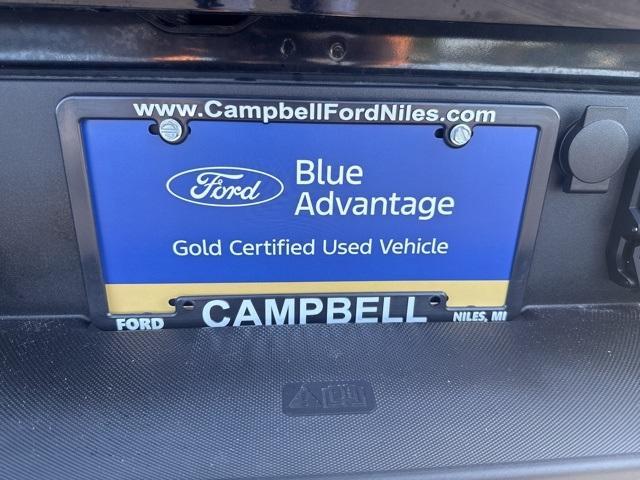 www.CampbellFordNiles.com
Ford Blue
Advantage
Gold Certified Used Vehicle
FORD CAMPBELL NILES, MI